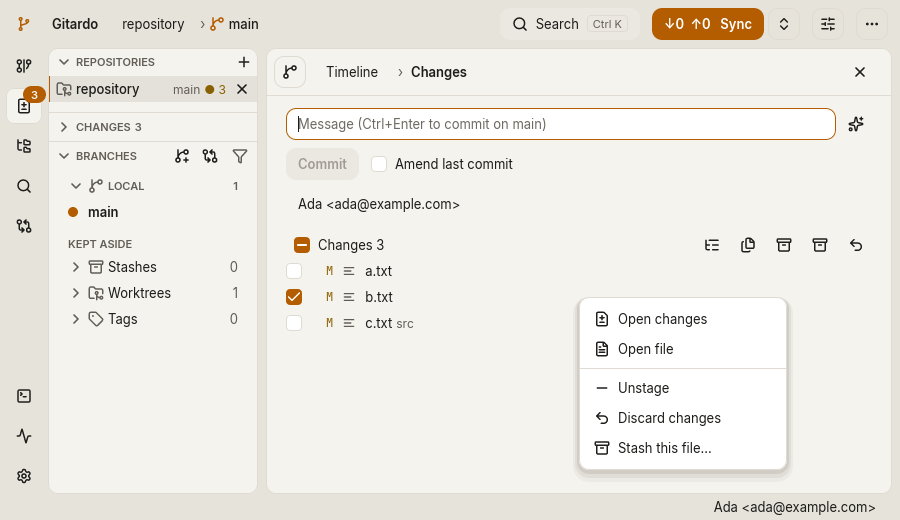 Gitardo repository › main Search Ctrl K ↓0 ↑0 Sync
REPOSITORIES
repository main 3
3
CHANGES 3
BRANCHES
LOCAL 1
main
KEPT ASIDE
Stashes 0
Worktrees 1
Tags 0
Timeline › Changes
Message (Ctrl+Enter to commit on main)
Commit Amend last commit
Ada <ada@example.com>
Changes 3
M a.txt
M b.txt
M c.txt src
Open changes
Open file
Unstage
Discard changes
Stash this file...
Ada <ada@example.com>